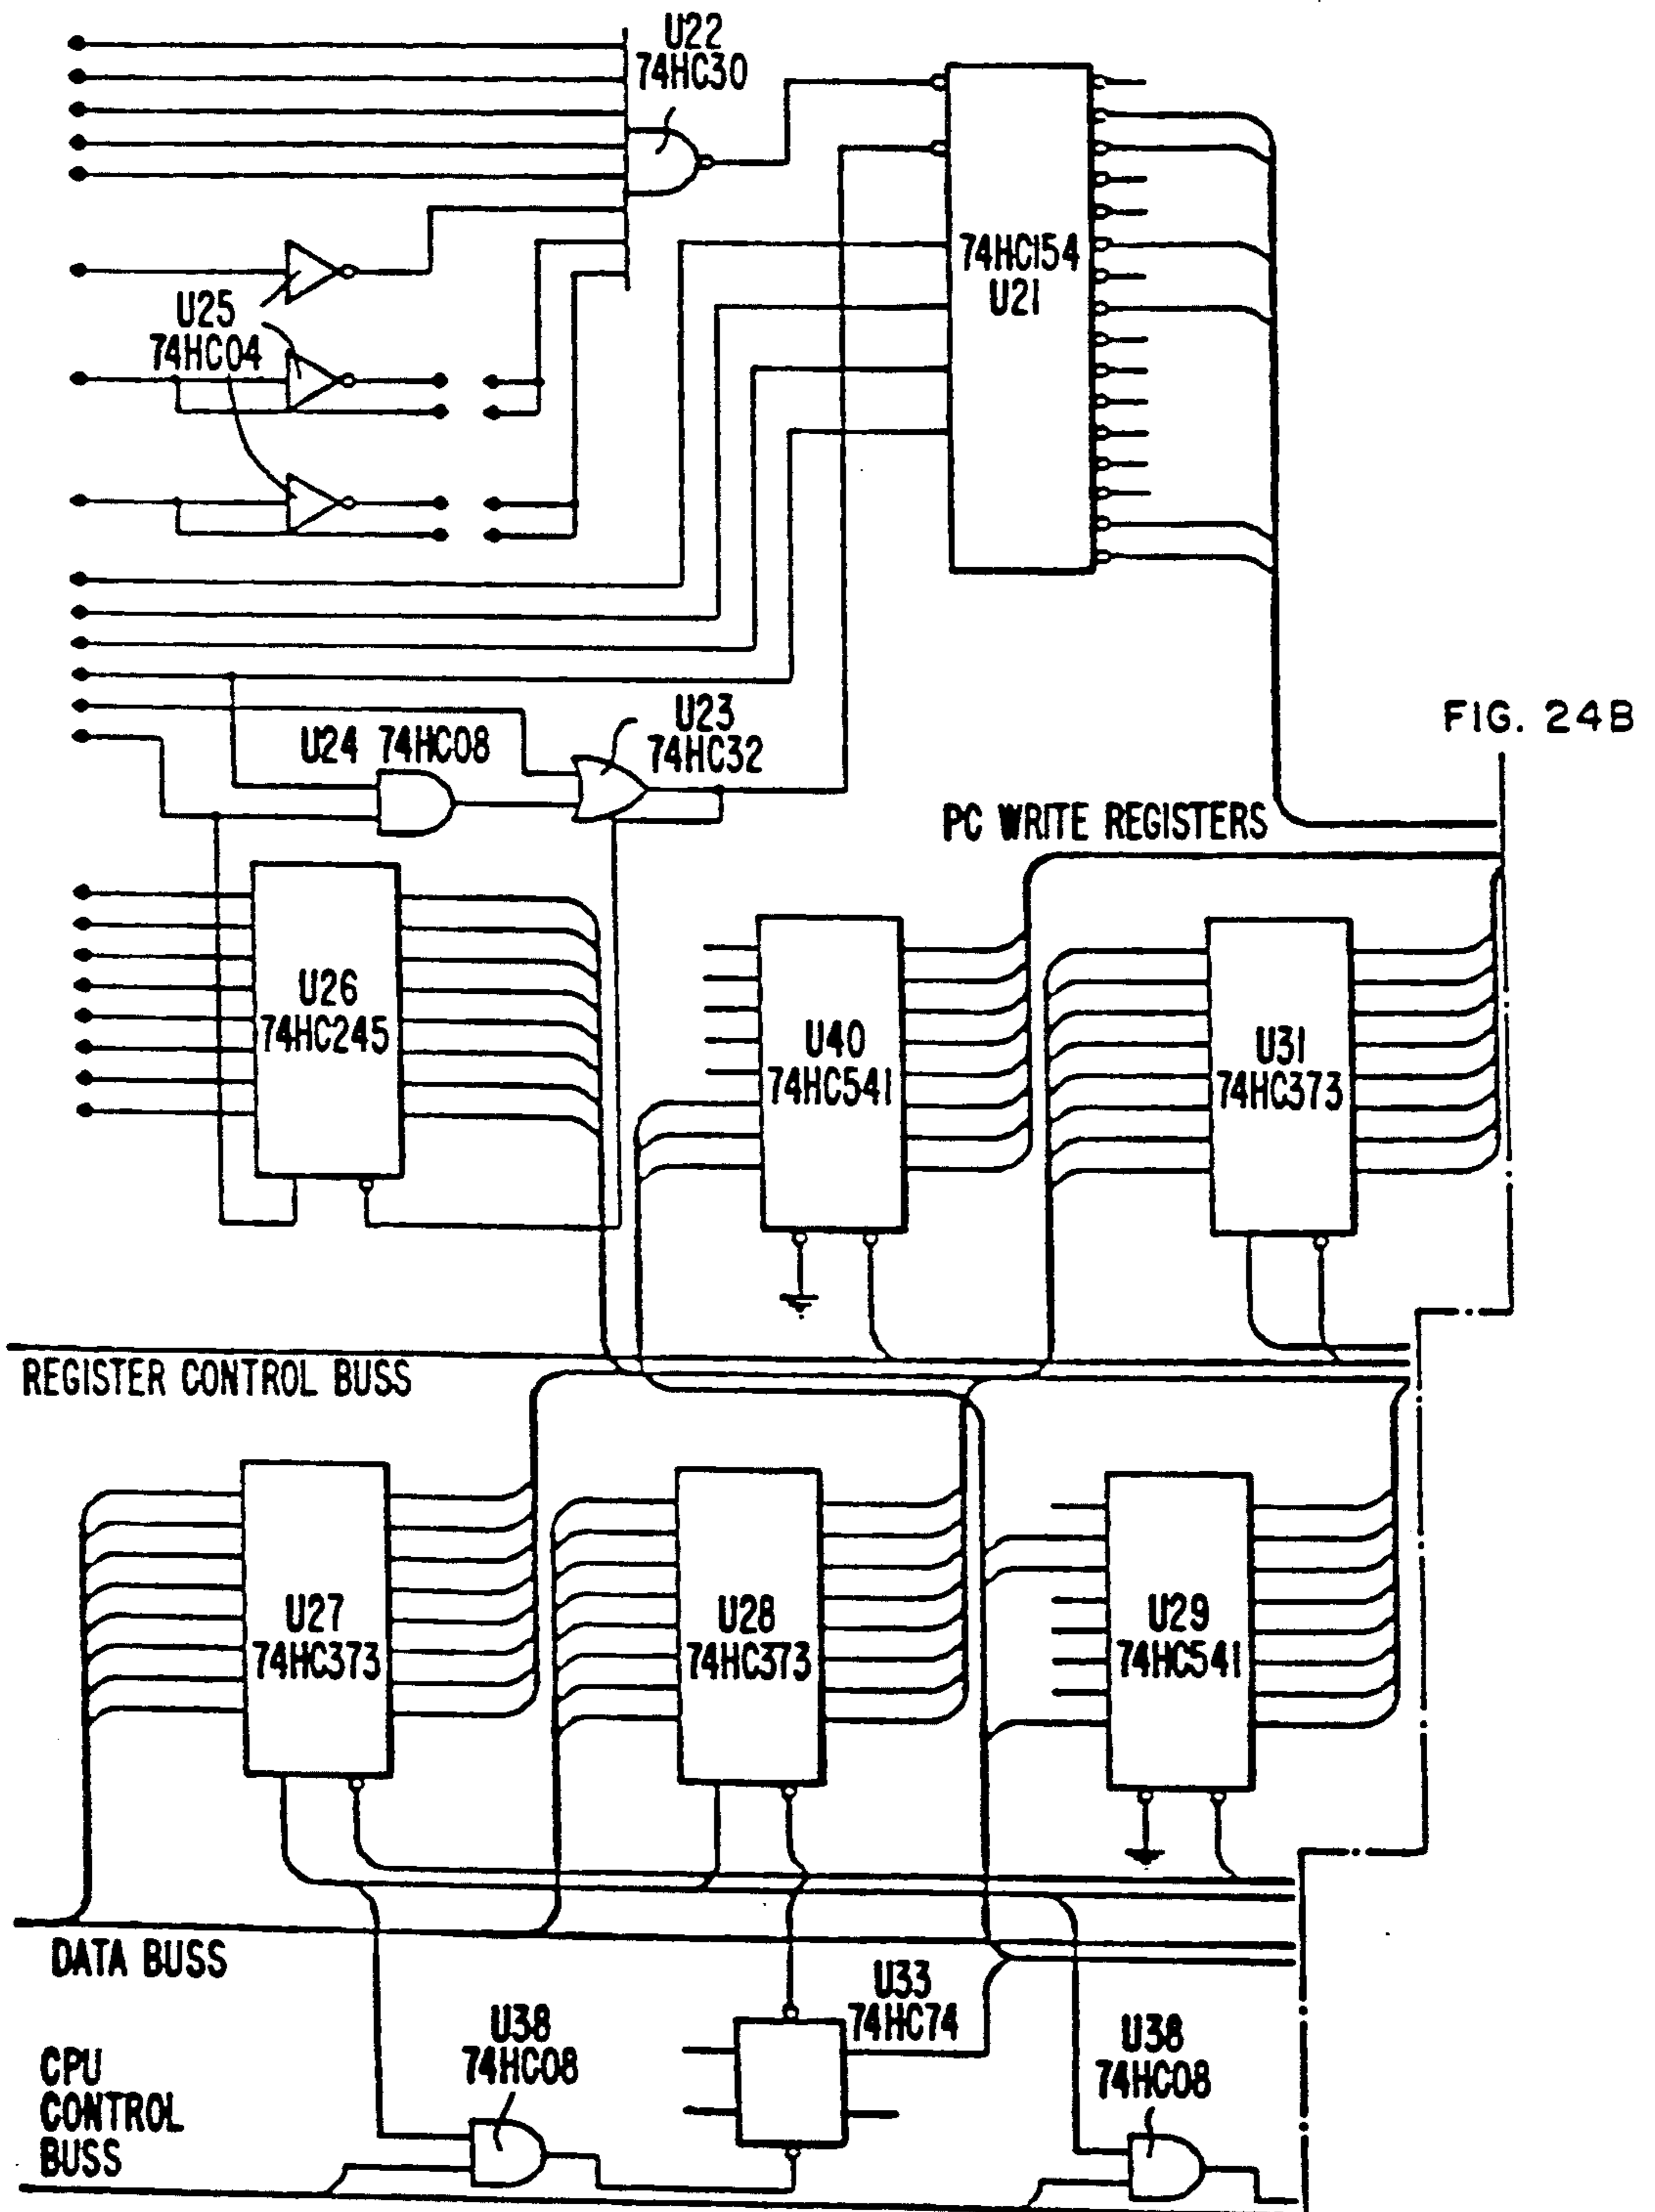 U22
74HC30
74HC154
U21
U25
74HC04
U23
74HC32
FIG. 24B
U24 74HC08
PC WRITE REGISTERS
U26
74HC245
U40
74HC541
U31
74HC373
REGISTER CONTROL BUSS
U27
74HC373
U28
74HC373
U29
74HC541
DATA BUSS
U33
74HC74
U38
74HC08
U38
74HC08
CPU
CONTROL
BUSS